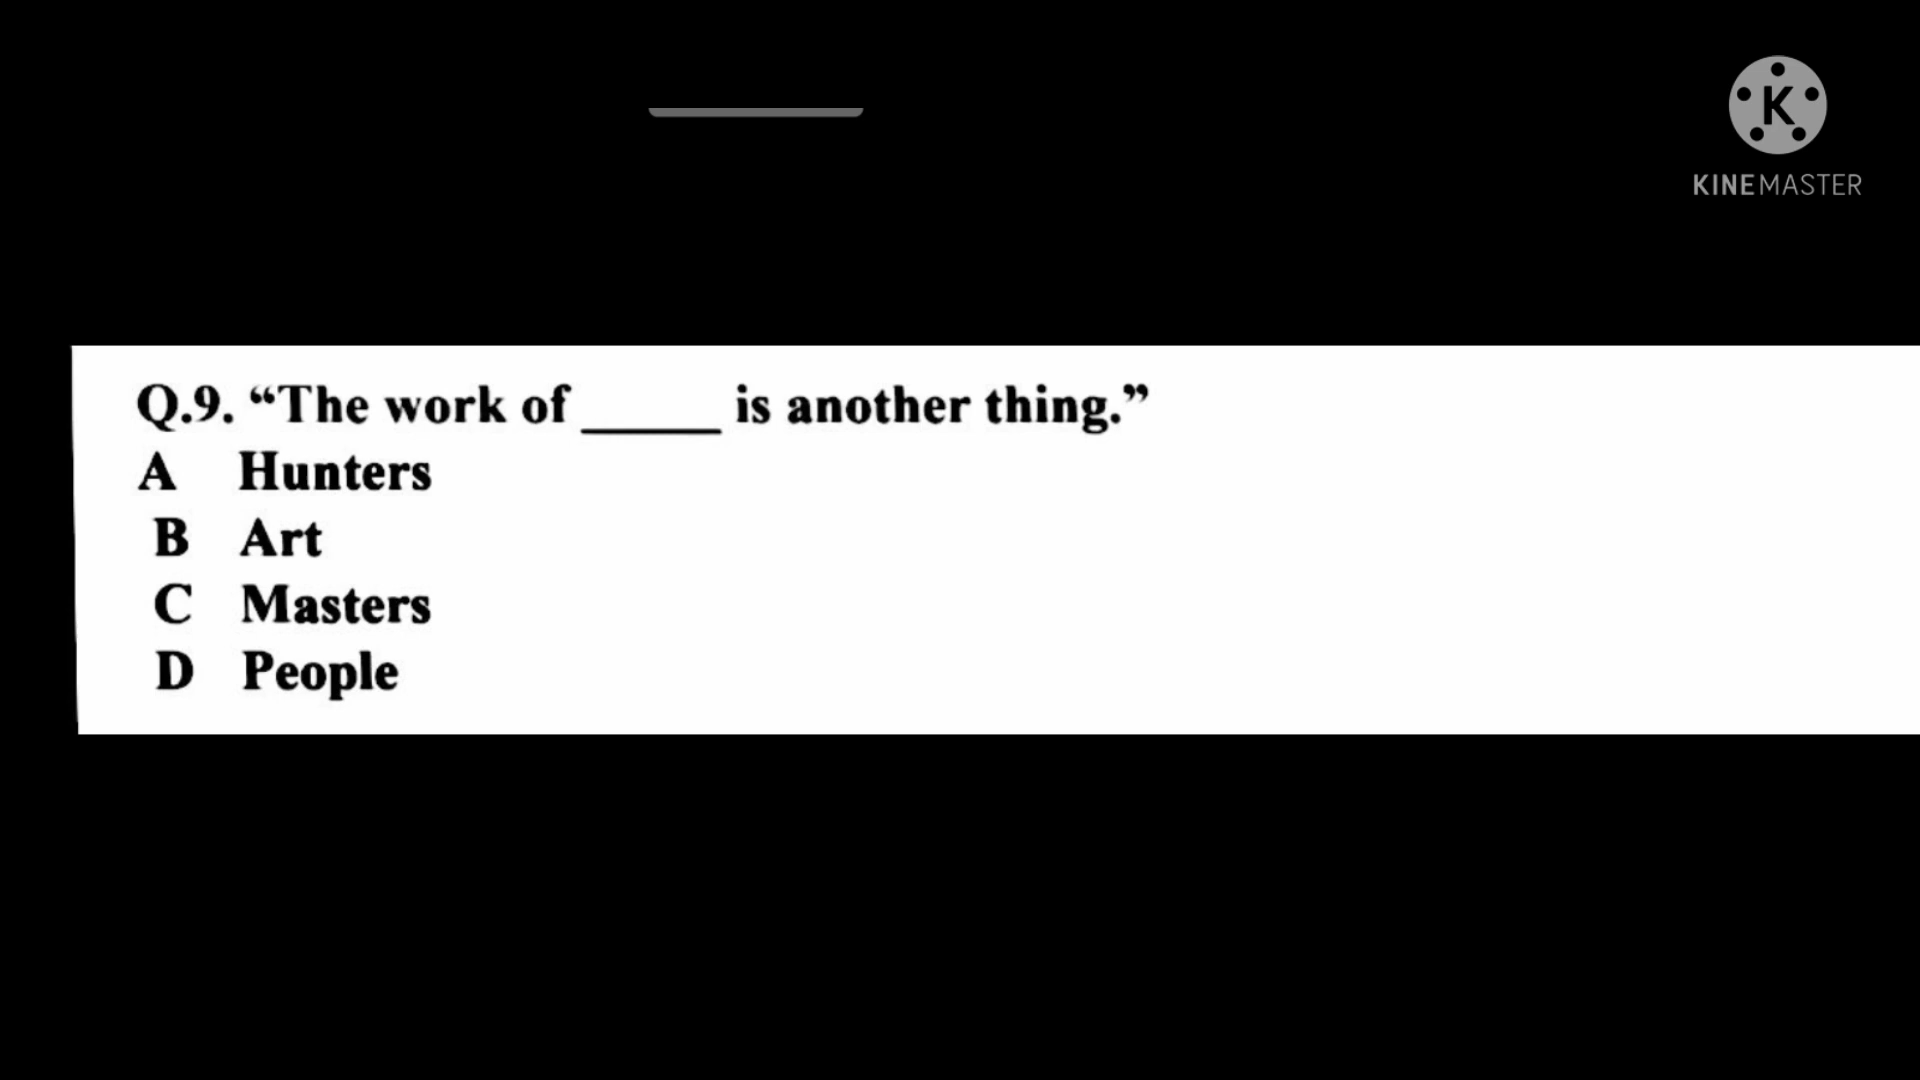 K
KINEMASTER
Q.9. “The work of _____ is another thing.”
A Hunters
B Art
C Masters
D People